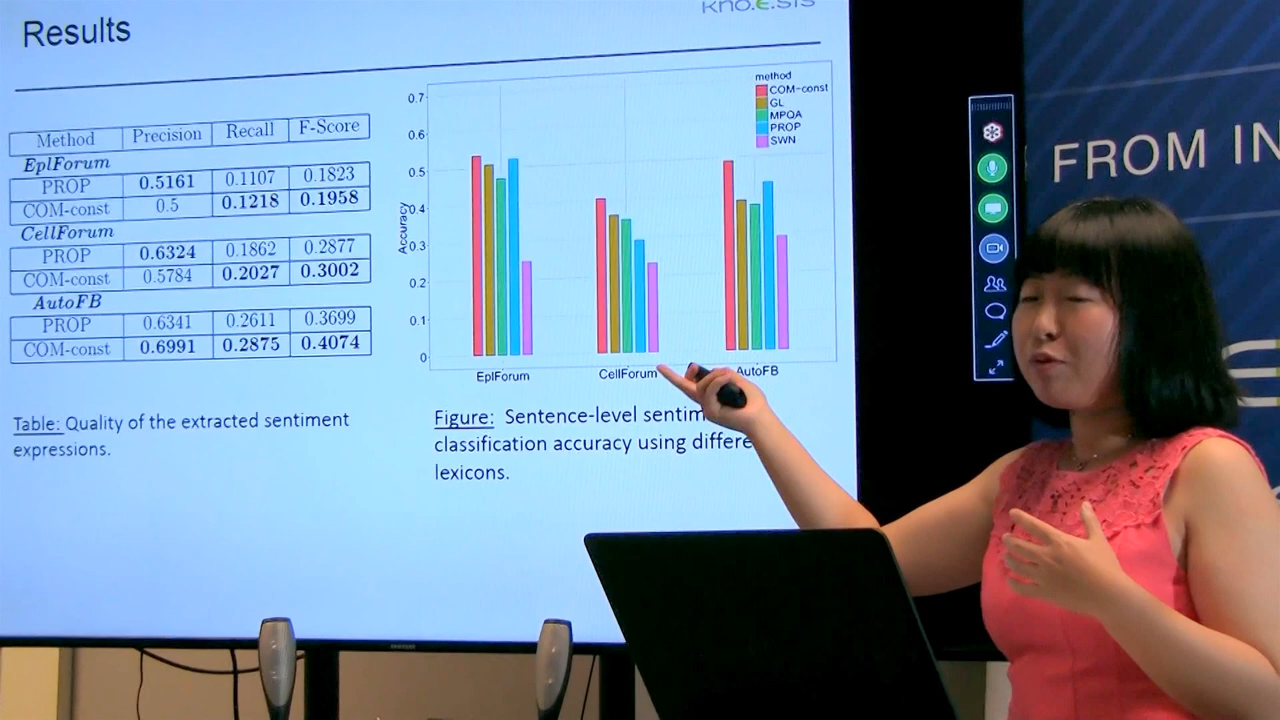 kno.e.sis
Results
Method Precision Recall F-Score
EplForum
PROP 0.5161 0.1107 0.1823
COM-const 0.5 0.1218 0.1958
CellForum
PROP 0.6324 0.1862 0.2877
COM-const 0.5784 0.2027 0.3002
AutoFB
PROP 0.6341 0.2611 0.3699
COM-const 0.6991 0.2875 0.4074
Table: Quality of the extracted sentiment
expressions.
method
COM-const
GL
MPQA
PROP
SWN
Accuracy
0.7
0.6
0.5
0.4
0.3
0.2
0.1
0
EplForum CellForum AutoFB
Figure: Sentence-level sentim
classification accuracy using differe
lexicons.
FROM IN